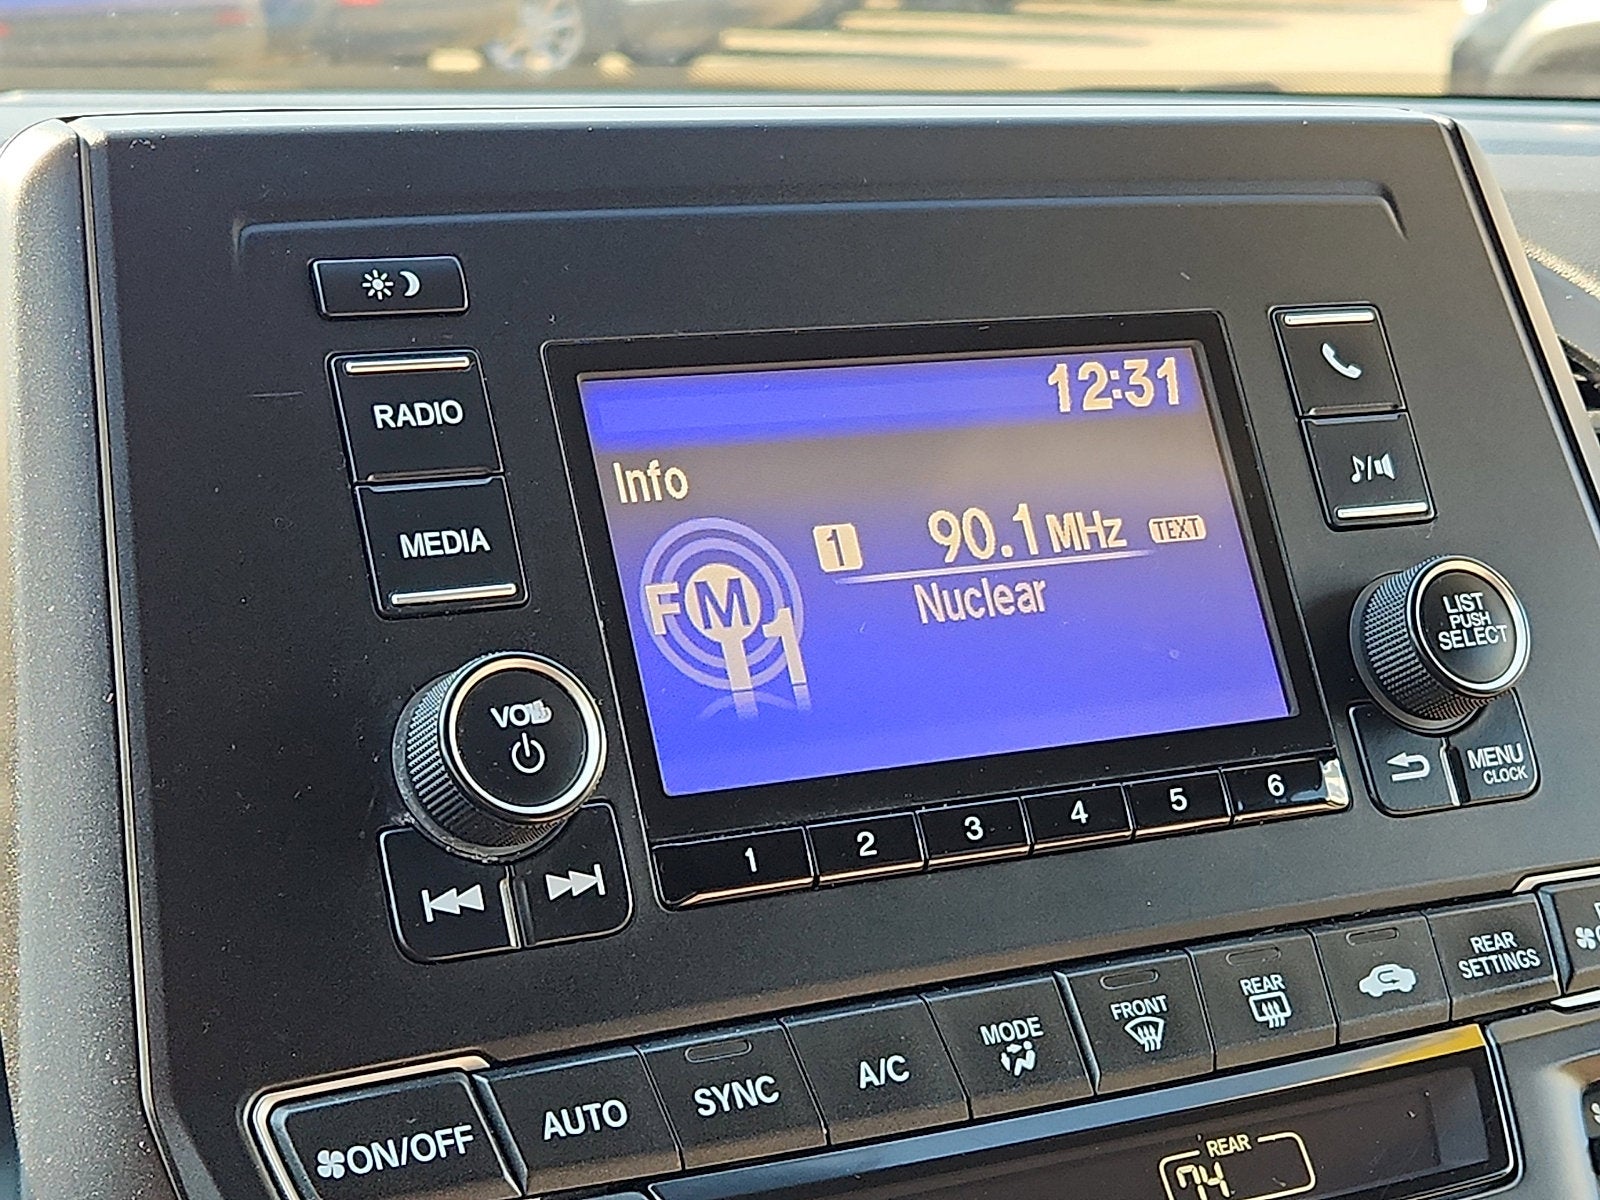 12:31
RADIO
Info
1 90.1 MHz TEXT
MEDIA
FM 1
Nuclear
LIST
PUSH
SELECT
VOL
MENU
CLOCK
1 2 3 4 5 6
ON/OFF
AUTO
SYNC
A/C
MODE
FRONT
REAR
REAR
SETTINGS
REAR
74